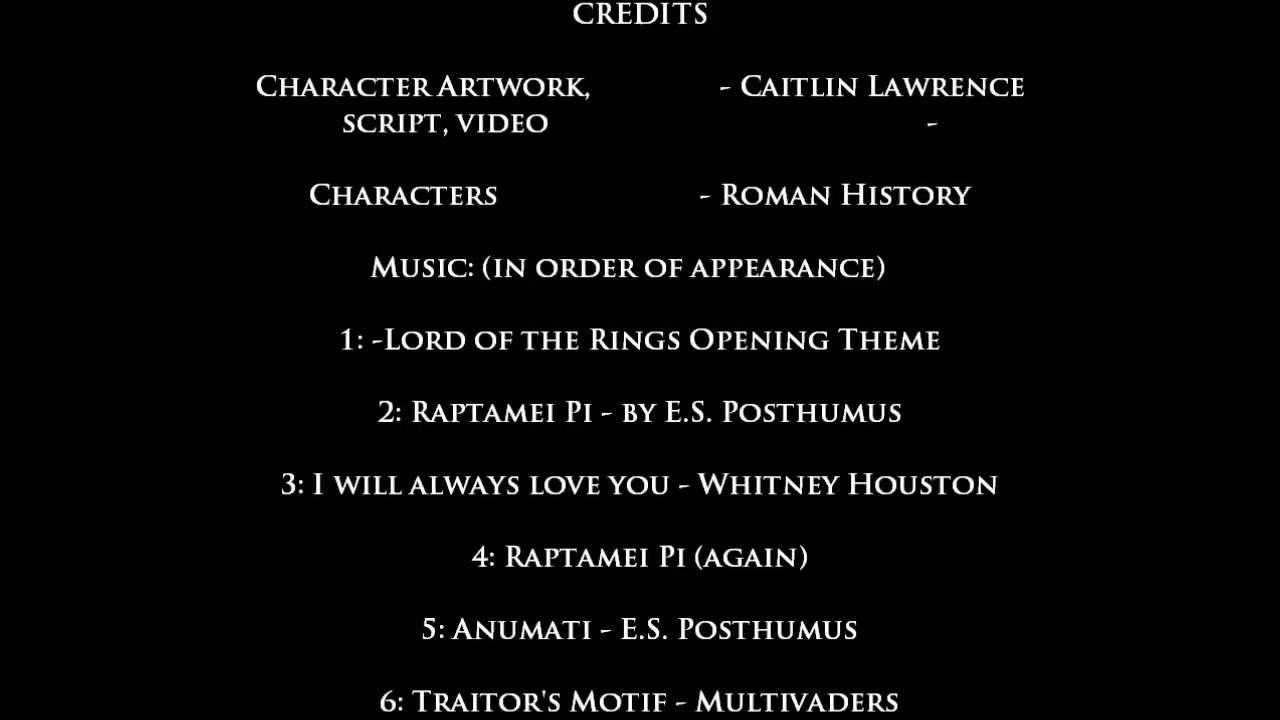 CREDITS
CHARACTER ARTWORK, - CAITLIN LAWRENCE
SCRIPT, VIDEO -
CHARACTERS - ROMAN HISTORY
MUSIC: (IN ORDER OF APPEARANCE)
1: -LORD OF THE RINGS OPENING THEME
2: RAPTAMEI PI - BY E.S. POSTHUMUS
3: I WILL ALWAYS LOVE YOU - WHITNEY HOUSTON
4: RAPTAMEI PI (AGAIN)
5: ANUMATI - E.S. POSTHUMUS
6: TRAITOR'S MOTIF - MULTIVADERS